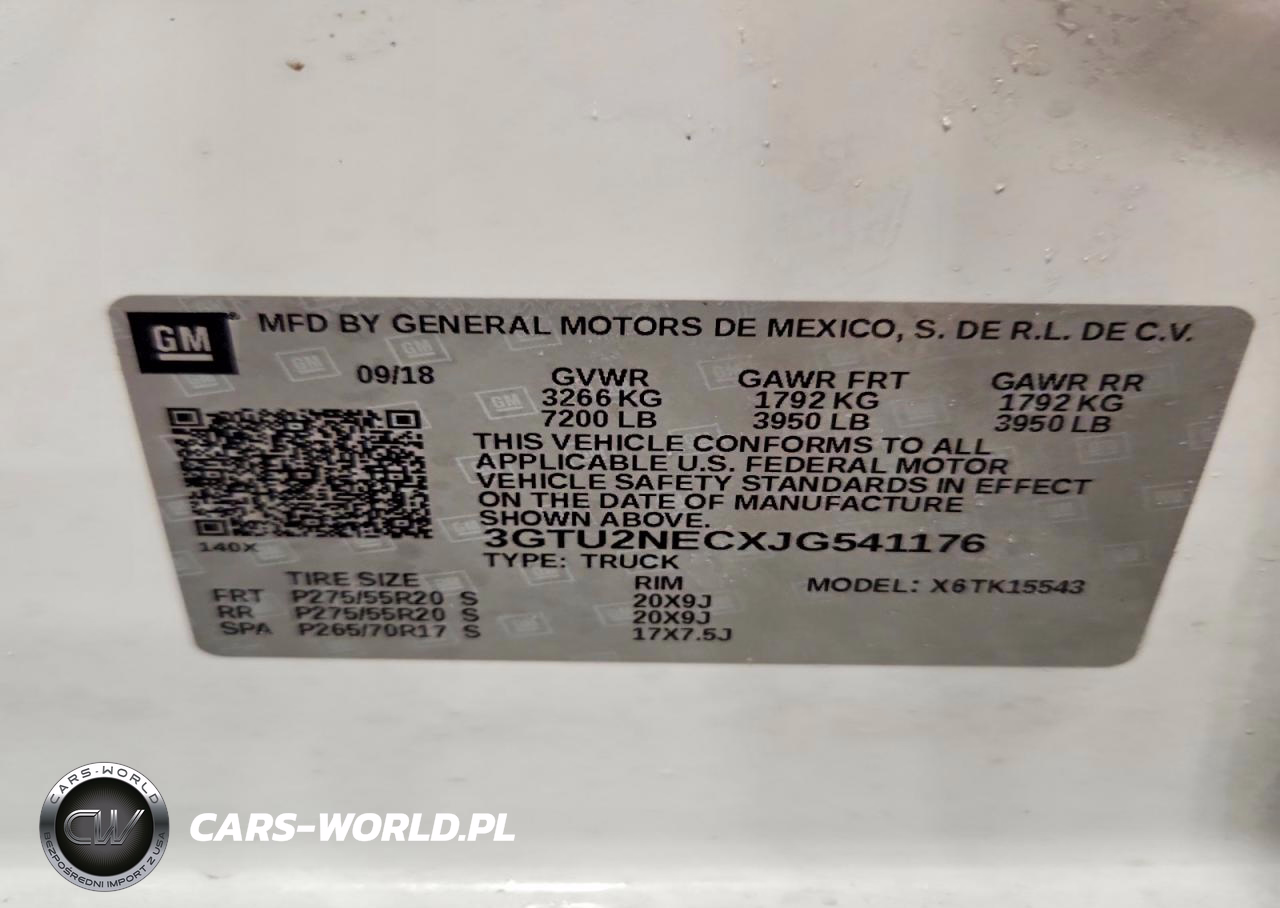 GM
MFD BY GENERAL MOTORS DE MEXICO, S. DE R.L. DE C.V.
09/18 GVWR GAWR FRT GAWR RR
3266 KG 1792 KG 1792 KG
7200 LB 3950 LB 3950 LB
THIS VEHICLE CONFORMS TO ALL
APPLICABLE U.S. FEDERAL MOTOR
VEHICLE SAFETY STANDARDS IN EFFECT
ON THE DATE OF MANUFACTURE
SHOWN ABOVE.
140X 3GTU2NECXJG541176
TYPE: TRUCK
TIRE SIZE RIM MODEL: X6TK15543
FRT P275/55R20 S 20X9J
RR P275/55R20 S 20X9J
SPA P265/70R17 S 17X7.5J
CARS-WORLD
CW
BEZPOŚREDNI IMPORT Z USA
CARS-WORLD.PL